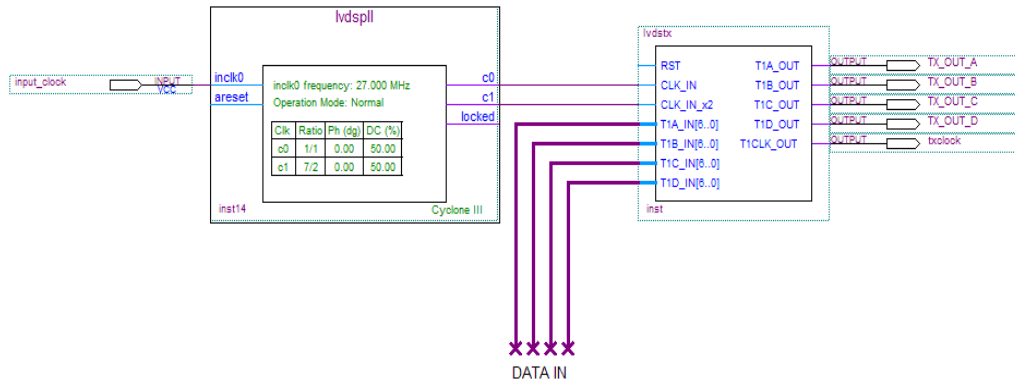 lvdspll
inclk0
areset
inclk0 frequency: 27.000 MHz
Operation Mode: Normal
Clk Ratio Ph (dg) DC (%)
c0 1/1 0.00 50.00
c1 7/2 0.00 50.00
c0
c1
locked
inst14
Cyclone III
input_clock
INPUT
VCC
lvdstx
RST
CLK_IN
CLK_IN_x2
T1A_IN[6..0]
T1B_IN[6..0]
T1C_IN[6..0]
T1D_IN[6..0]
T1A_OUT
T1B_OUT
T1C_OUT
T1D_OUT
T1CLK_OUT
inst
OUTPUT TX_OUT_A
OUTPUT TX_OUT_B
OUTPUT TX_OUT_C
OUTPUT TX_OUT_D
OUTPUT txclock
DATA IN